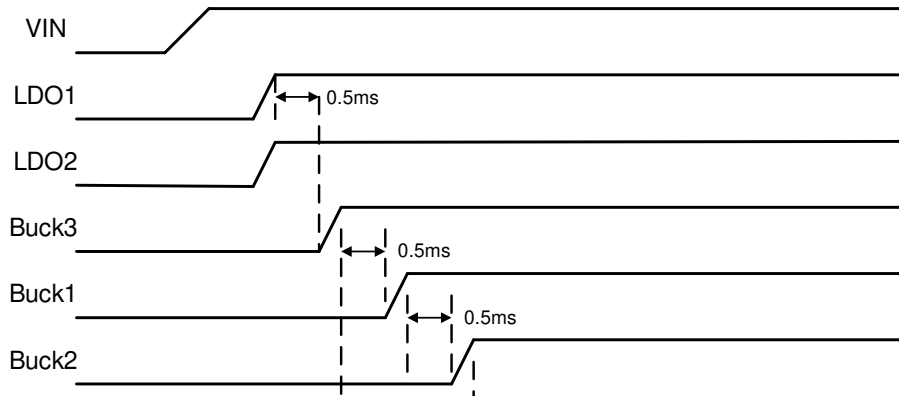 VIN
LDO1
0.5ms
LDO2
Buck3
0.5ms
Buck1
0.5ms
Buck2